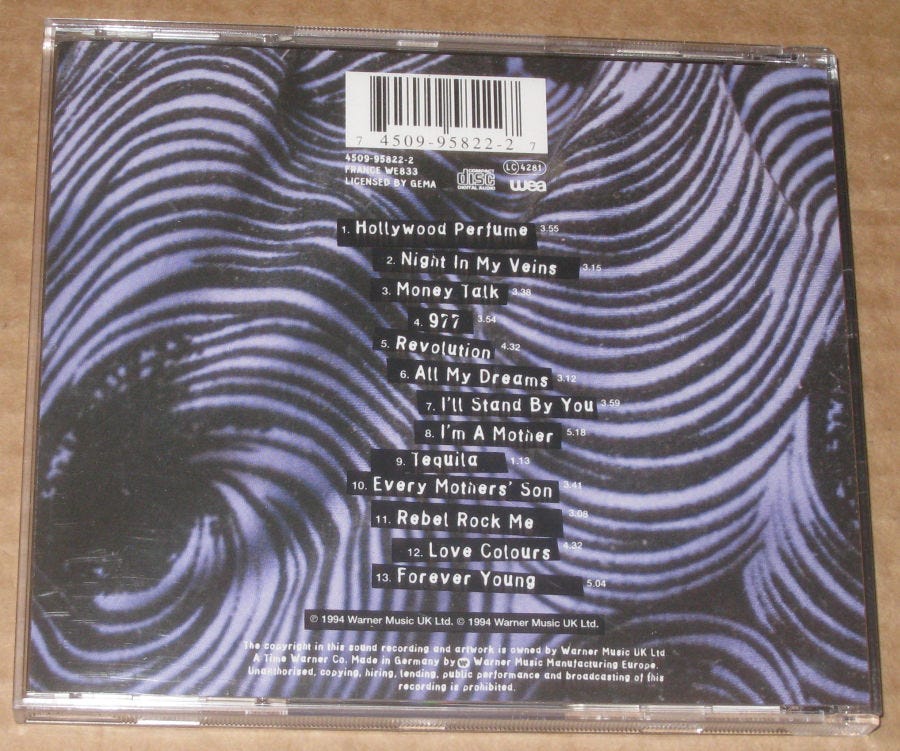 7 4509-95822-2 7
4509-95822-2
FRANCE WE833
LICENSED BY GEMA
COMPACT
disc
DIGITAL AUDIO
LC 4281
wea
1. Hollywood Perfume 3.55
2. Night In My Veins 3.15
3. Money Talk 3.38
4. 977 3.54
5. Revolution 4.32
6. All My Dreams 3.12
7. I'll Stand By You 3.59
8. I'm A Mother 5.18
9. Tequila 1.13
10. Every Mothers' Son 3.41
11. Rebel Rock Me 3.08
12. Love Colours 4.32
13. Forever Young 5.04
℗ 1994 Warner Music UK Ltd. © 1994 Warner Music UK Ltd.
The copyright in this sound recording and artwork is owned by Warner Music UK Ltd
A Time Warner Co. Made in Germany by Warner Music Manufacturing Europe.
Unauthorised, copying, hiring, lending, public performance and broadcasting of this
recording is prohibited.